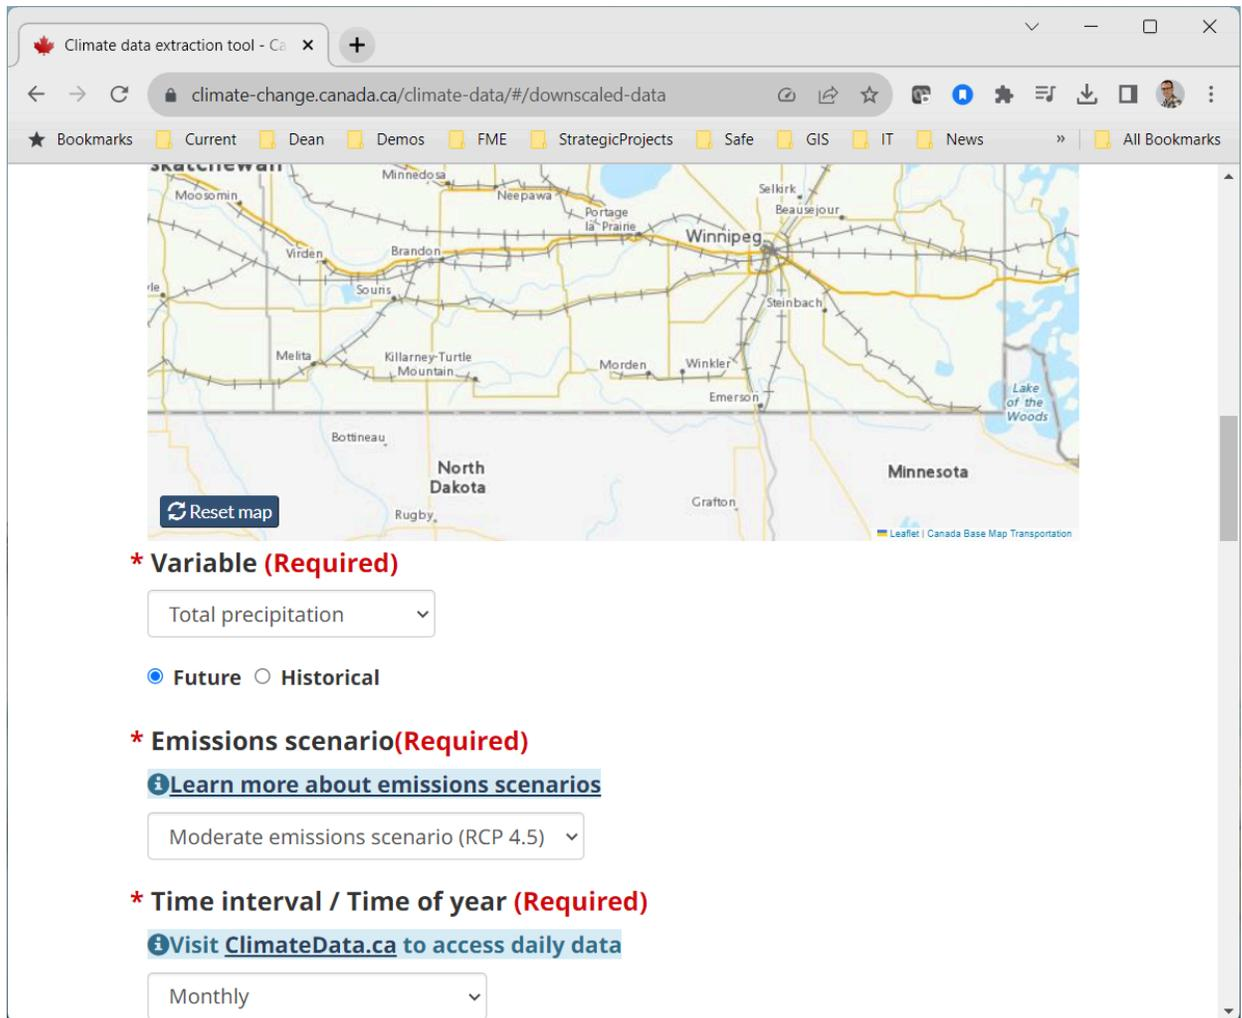 Climate data extraction tool - Ca
climate-change.canada.ca/climate-data/#/downscaled-data
Bookmarks Current Dean Demos FME StrategicProjects Safe GIS IT News » All Bookmarks
skatchewan
Minnedosa
Moosomin
Neepawa
Selkirk
Portage
la Prairie
Beausejour
Winnipeg
Virden
Brandon
Souris
Steinbach
Melita
Killarney-Turtle
Mountain
Morden
Winkler
Emerson
Lake
of the
Woods
Bottineau
North
Dakota
Minnesota
Grafton
Rugby
Reset map
Leaflet | Canada Base Map Transportation
* Variable (Required)
Total precipitation
Future Historical
* Emissions scenario(Required)
Learn more about emissions scenarios
Moderate emissions scenario (RCP 4.5)
* Time interval / Time of year (Required)
Visit ClimateData.ca to access daily data
Monthly